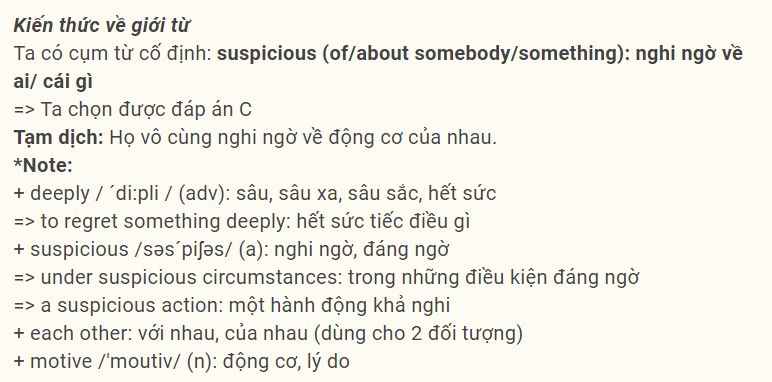 Kiến thức về giới từ
Ta có cụm từ cố định: suspicious (of/about somebody/something): nghi ngờ về
ai/ cái gì
=> Ta chọn được đáp án C
Tạm dịch: Họ vô cùng nghi ngờ về động cơ của nhau.
*Note:
+ deeply / ´di:pli / (adv): sâu, sâu xa, sâu sắc, hết sức
=> to regret something deeply: hết sức tiếc điều gì
+ suspicious /səs´piʃəs/ (a): nghi ngờ, đáng ngờ
=> under suspicious circumstances: trong những điều kiện đáng ngờ
=> a suspicious action: một hành động khả nghi
+ each other: với nhau, của nhau (dùng cho 2 đối tượng)
+ motive /'moutiv/ (n): động cơ, lý do